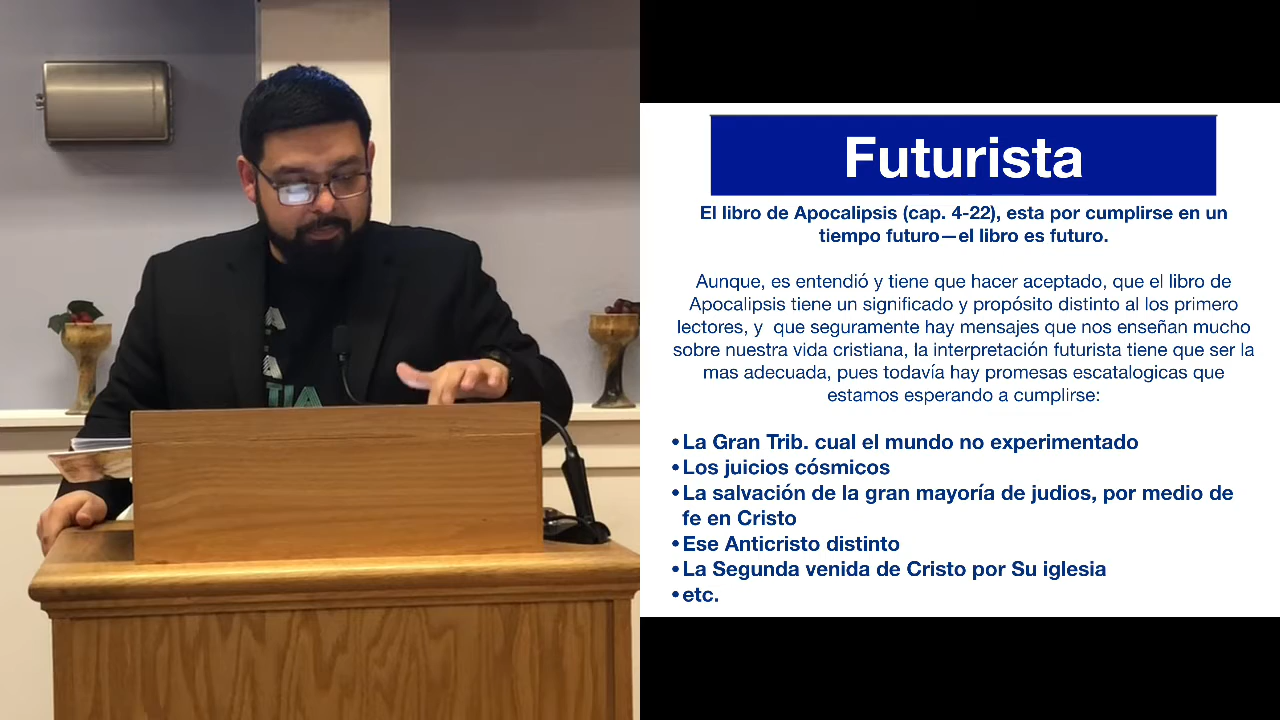 Futurista
El libro de Apocalipsis (cap. 4-22), esta por cumplirse en un
tiempo futuro—el libro es futuro.
Aunque, es entendió y tiene que hacer aceptado, que el libro de
Apocalipsis tiene un significado y propósito distinto al los primero
lectores, y que seguramente hay mensajes que nos enseñan mucho
sobre nuestra vida cristiana, la interpretación futurista tiene que ser la
mas adecuada, pues todavía hay promesas escatalogicas que
estamos esperando a cumplirse:
•La Gran Trib. cual el mundo no experimentado
•Los juicios cósmicos
•La salvación de la gran mayoría de judios, por medio de
fe en Cristo
•Ese Anticristo distinto
•La Segunda venida de Cristo por Su iglesia
•etc.